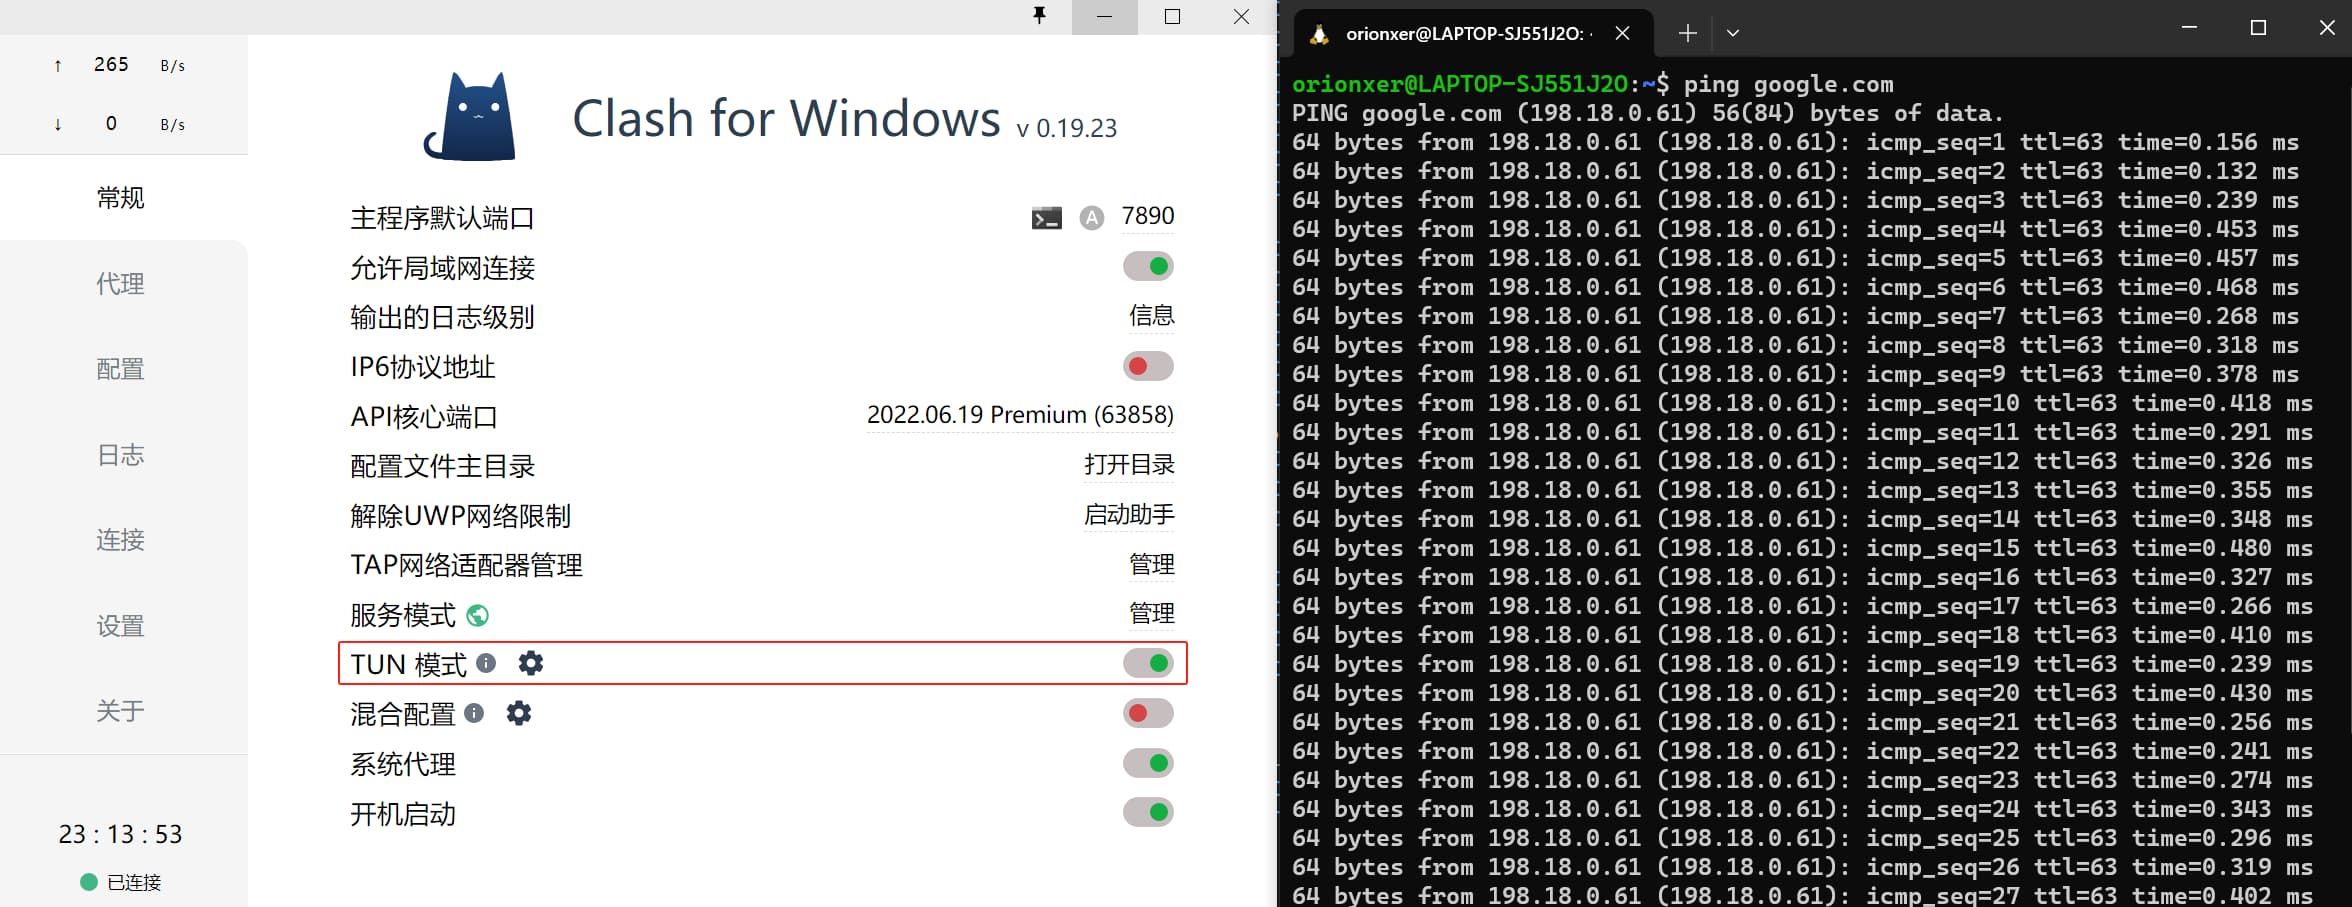 ↑ 265 B/s
↓ 0 B/s
常规
代理
配置
日志
连接
设置
关于
23 : 13 : 53
已连接
Clash for Windows v 0.19.23
主程序默认端口 A 7890
允许局域网连接
输出的日志级别 信息
IP6协议地址
API核心端口 2022.06.19 Premium (63858)
配置文件主目录 打开目录
解除UWP网络限制 启动助手
TAP网络适配器管理 管理
服务模式 管理
TUN 模式
混合配置
系统代理
开机启动
orionxer@LAPTOP-SJ551J2O:
orionxer@LAPTOP-SJ551J2O:~$ ping google.com
PING google.com (198.18.0.61) 56(84) bytes of data.
64 bytes from 198.18.0.61 (198.18.0.61): icmp_seq=1 ttl=63 time=0.156 ms
64 bytes from 198.18.0.61 (198.18.0.61): icmp_seq=2 ttl=63 time=0.132 ms
64 bytes from 198.18.0.61 (198.18.0.61): icmp_seq=3 ttl=63 time=0.239 ms
64 bytes from 198.18.0.61 (198.18.0.61): icmp_seq=4 ttl=63 time=0.453 ms
64 bytes from 198.18.0.61 (198.18.0.61): icmp_seq=5 ttl=63 time=0.457 ms
64 bytes from 198.18.0.61 (198.18.0.61): icmp_seq=6 ttl=63 time=0.468 ms
64 bytes from 198.18.0.61 (198.18.0.61): icmp_seq=7 ttl=63 time=0.268 ms
64 bytes from 198.18.0.61 (198.18.0.61): icmp_seq=8 ttl=63 time=0.318 ms
64 bytes from 198.18.0.61 (198.18.0.61): icmp_seq=9 ttl=63 time=0.378 ms
64 bytes from 198.18.0.61 (198.18.0.61): icmp_seq=10 ttl=63 time=0.418 ms
64 bytes from 198.18.0.61 (198.18.0.61): icmp_seq=11 ttl=63 time=0.291 ms
64 bytes from 198.18.0.61 (198.18.0.61): icmp_seq=12 ttl=63 time=0.326 ms
64 bytes from 198.18.0.61 (198.18.0.61): icmp_seq=13 ttl=63 time=0.355 ms
64 bytes from 198.18.0.61 (198.18.0.61): icmp_seq=14 ttl=63 time=0.348 ms
64 bytes from 198.18.0.61 (198.18.0.61): icmp_seq=15 ttl=63 time=0.480 ms
64 bytes from 198.18.0.61 (198.18.0.61): icmp_seq=16 ttl=63 time=0.327 ms
64 bytes from 198.18.0.61 (198.18.0.61): icmp_seq=17 ttl=63 time=0.266 ms
64 bytes from 198.18.0.61 (198.18.0.61): icmp_seq=18 ttl=63 time=0.410 ms
64 bytes from 198.18.0.61 (198.18.0.61): icmp_seq=19 ttl=63 time=0.239 ms
64 bytes from 198.18.0.61 (198.18.0.61): icmp_seq=20 ttl=63 time=0.430 ms
64 bytes from 198.18.0.61 (198.18.0.61): icmp_seq=21 ttl=63 time=0.256 ms
64 bytes from 198.18.0.61 (198.18.0.61): icmp_seq=22 ttl=63 time=0.241 ms
64 bytes from 198.18.0.61 (198.18.0.61): icmp_seq=23 ttl=63 time=0.274 ms
64 bytes from 198.18.0.61 (198.18.0.61): icmp_seq=24 ttl=63 time=0.343 ms
64 bytes from 198.18.0.61 (198.18.0.61): icmp_seq=25 ttl=63 time=0.296 ms
64 bytes from 198.18.0.61 (198.18.0.61): icmp_seq=26 ttl=63 time=0.319 ms
64 bytes from 198.18.0.61 (198.18.0.61): icmp_seq=27 ttl=63 time=0.402 ms